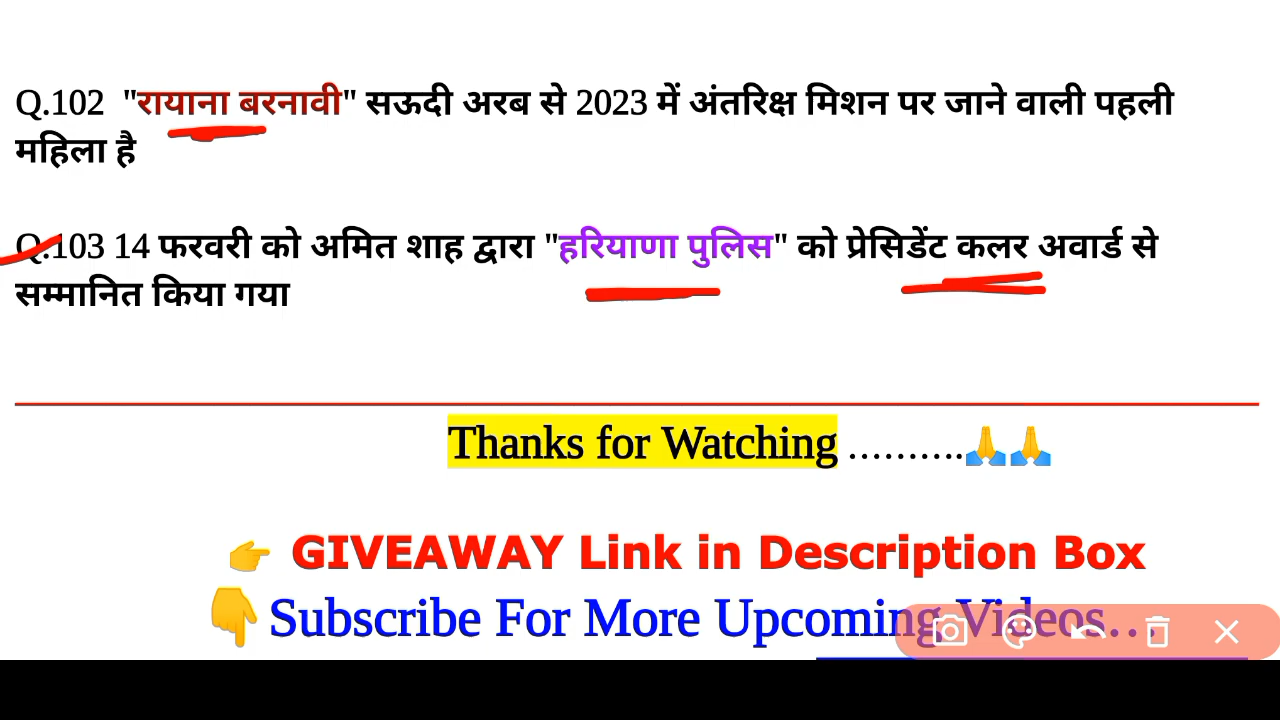 Q.102 "रायाना बरनावी" सऊदी अरब से 2023 में अंतरिक्ष मिशन पर जाने वाली पहली
महिला है
Q.103 14 फरवरी को अमित शाह द्वारा "हरियाणा पुलिस" को प्रेसिडेंट कलर अवार्ड से
सम्मानित किया गया
Thanks for Watching ..........🙏🙏
👉 GIVEAWAY Link in Description Box
👇Subscribe For More Upcoming Videos...